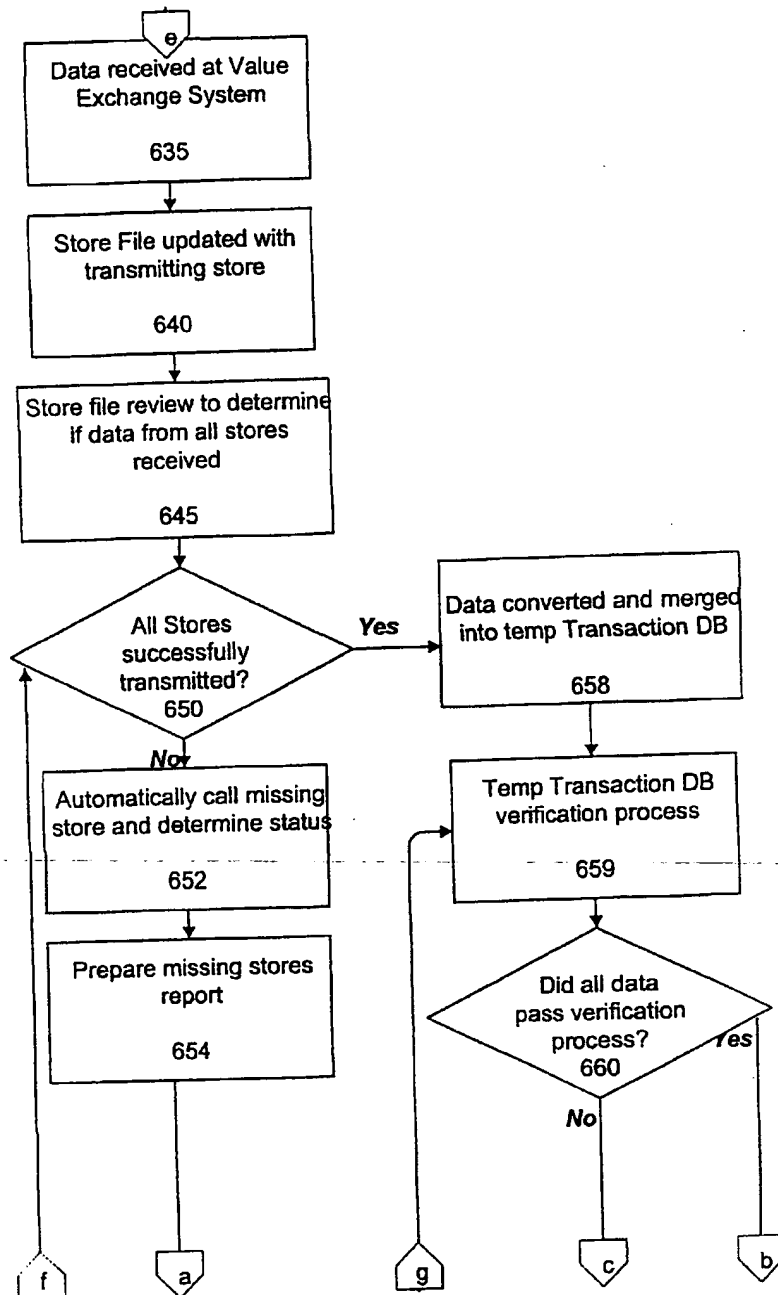 e
Data received at Value
Exchange System
635
Store File updated with
transmitting store
640
Store file review to determine
if data from all stores
received
645
All Stores
successfully
transmitted?
650
Yes
No
Data converted and merged
into temp Transaction DB
658
Automatically call missing
store and determine status
652
Temp Transaction DB
verification process
659
Prepare missing stores
report
654
Did all data
pass verification
process?
660
Yes
No
f
a
g
c
b